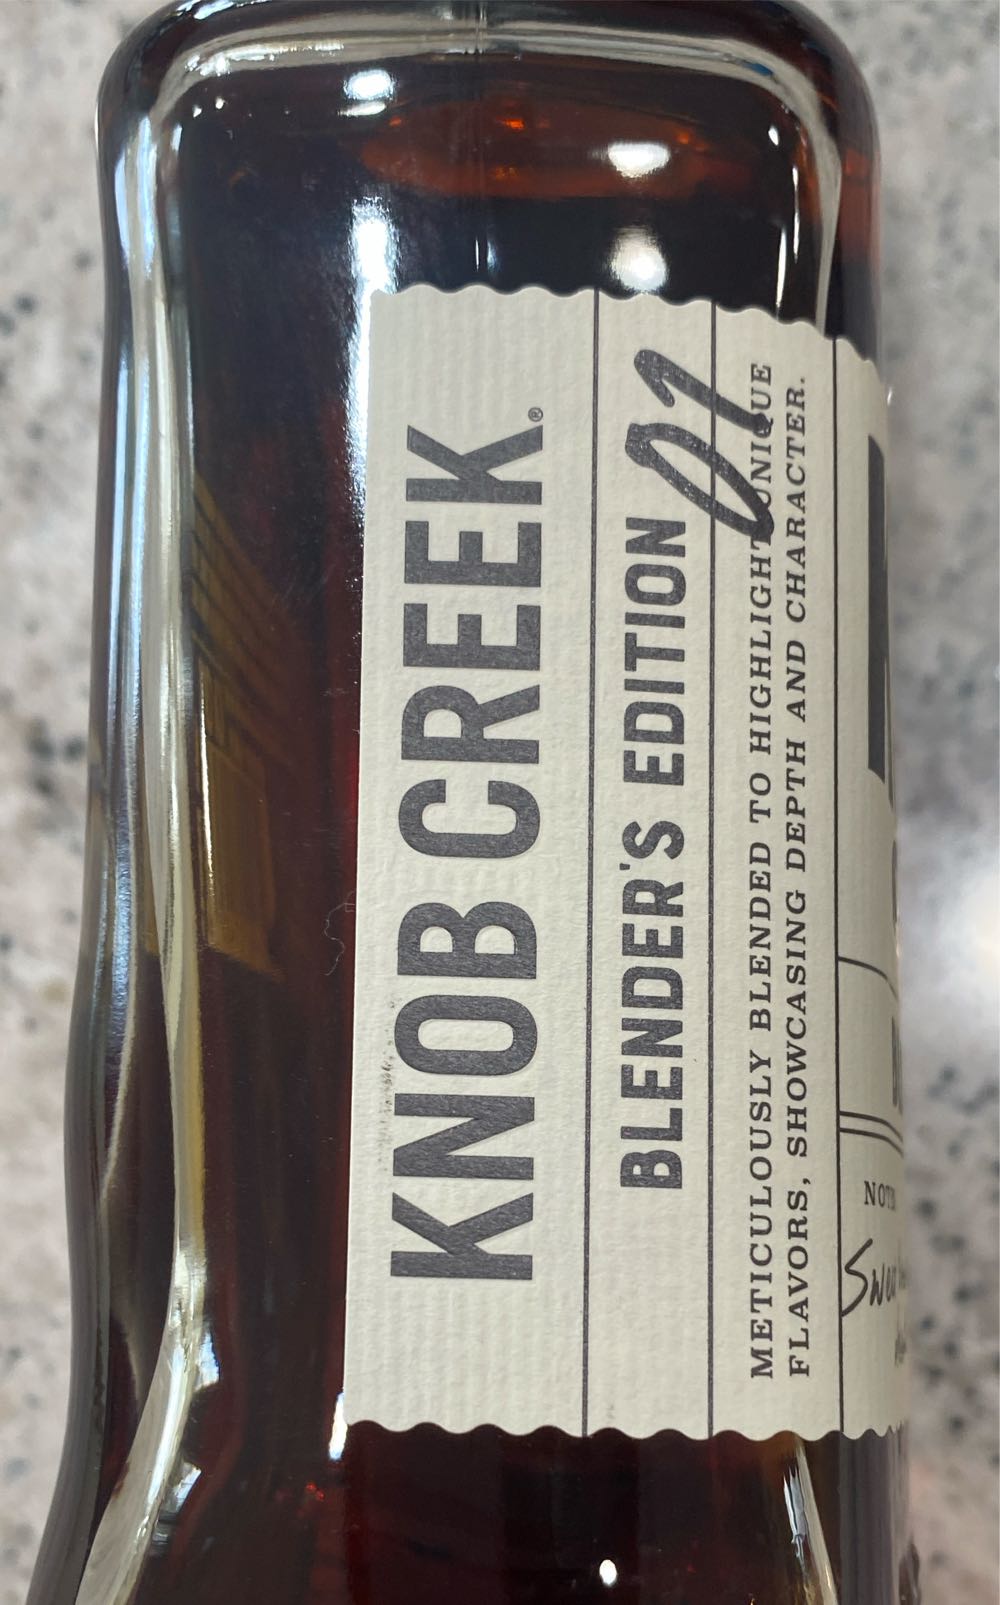 KNOB CREEK®
BLENDER'S EDITION 01
METICULOUSLY BLENDED TO HIGHLIGHT UNIQUE
FLAVORS, SHOWCASING DEPTH AND CHARACTER.